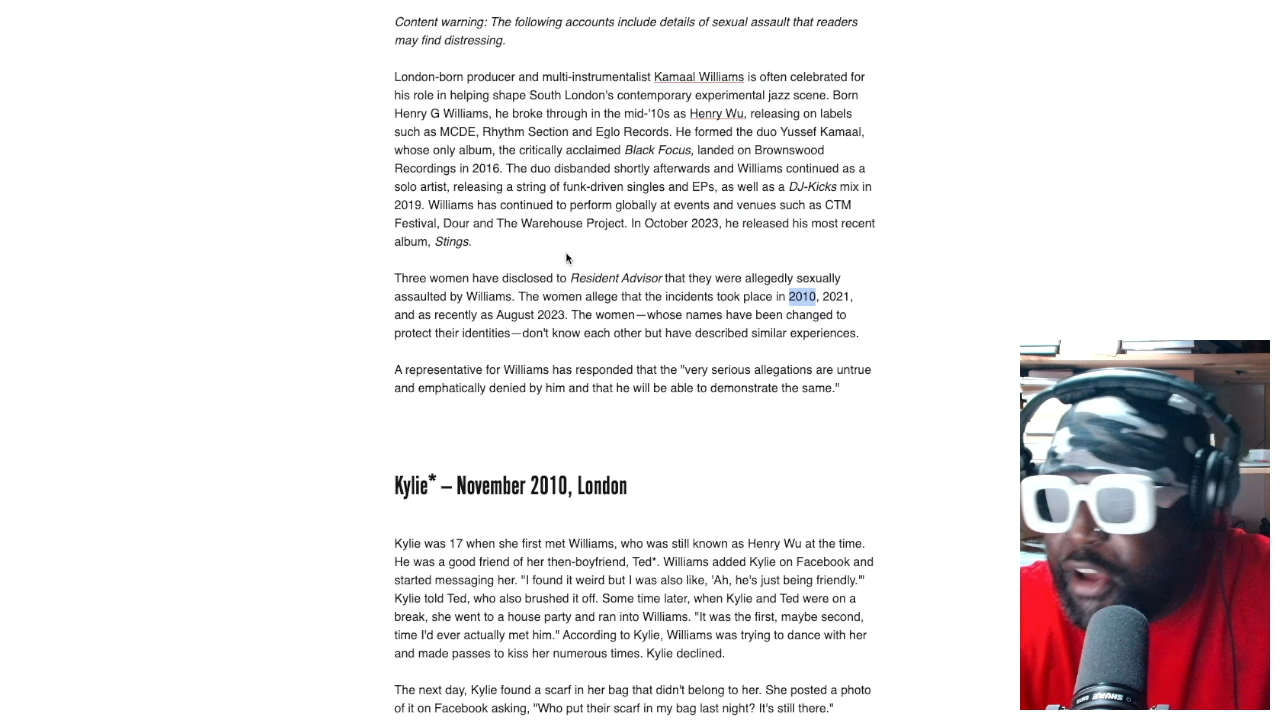 Content warning: The following accounts include details of sexual assault that readers
may find distressing.
London-born producer and multi-instrumentalist Kamaal Williams is often celebrated for
his role in helping shape South London's contemporary experimental jazz scene. Born
Henry G Williams, he broke through in the mid-'10s as Henry Wu, releasing on labels
such as MCDE, Rhythm Section and Eglo Records. He formed the duo Yussef Kamaal,
whose only album, the critically acclaimed Black Focus, landed on Brownswood
Recordings in 2016. The duo disbanded shortly afterwards and Williams continued as a
solo artist, releasing a string of funk-driven singles and EPs, as well as a DJ-Kicks mix in
2019. Williams has continued to perform globally at events and venues such as CTM
Festival, Dour and The Warehouse Project. In October 2023, he released his most recent
album, Stings.
Three women have disclosed to Resident Advisor that they were allegedly sexually
assaulted by Williams. The women allege that the incidents took place in 2010, 2021,
and as recently as August 2023. The women—whose names have been changed to
protect their identities—don't know each other but have described similar experiences.
A representative for Williams has responded that the "very serious allegations are untrue
and emphatically denied by him and that he will be able to demonstrate the same."
Kylie* – November 2010, London
Kylie was 17 when she first met Williams, who was still known as Henry Wu at the time.
He was a good friend of her then-boyfriend, Ted*. Williams added Kylie on Facebook and
started messaging her. "I found it weird but I was also like, 'Ah, he's just being friendly.'"
Kylie told Ted, who also brushed it off. Some time later, when Kylie and Ted were on a
break, she went to a house party and ran into Williams. "It was the first, maybe second,
time I'd ever actually met him." According to Kylie, Williams was trying to dance with her
and made passes to kiss her numerous times. Kylie declined.
The next day, Kylie found a scarf in her bag that didn't belong to her. She posted a photo
of it on Facebook asking, "Who put their scarf in my bag last night? It's still there."
SHURE